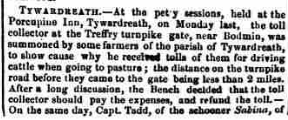 TYWARDREATH.—At the pet'y sessions, held at the
Porcupine Inn, Tywardreath, on Monday last, the toll
collector at the Treffry turnpike gate, near Bodmin, was
summoned by some farmers of the parish of Tywardreath,
to show cause why he received tolls of them for driving
cattle when going to pasture; the distance on the turnpike
road before they came to the gate being less than 2 miles.
After a long discussion, the Bench decided that the toll
collector should pay the expenses, and refund the toll.—
On the same day, Capt. Tadd, of the schooner Sabina, of